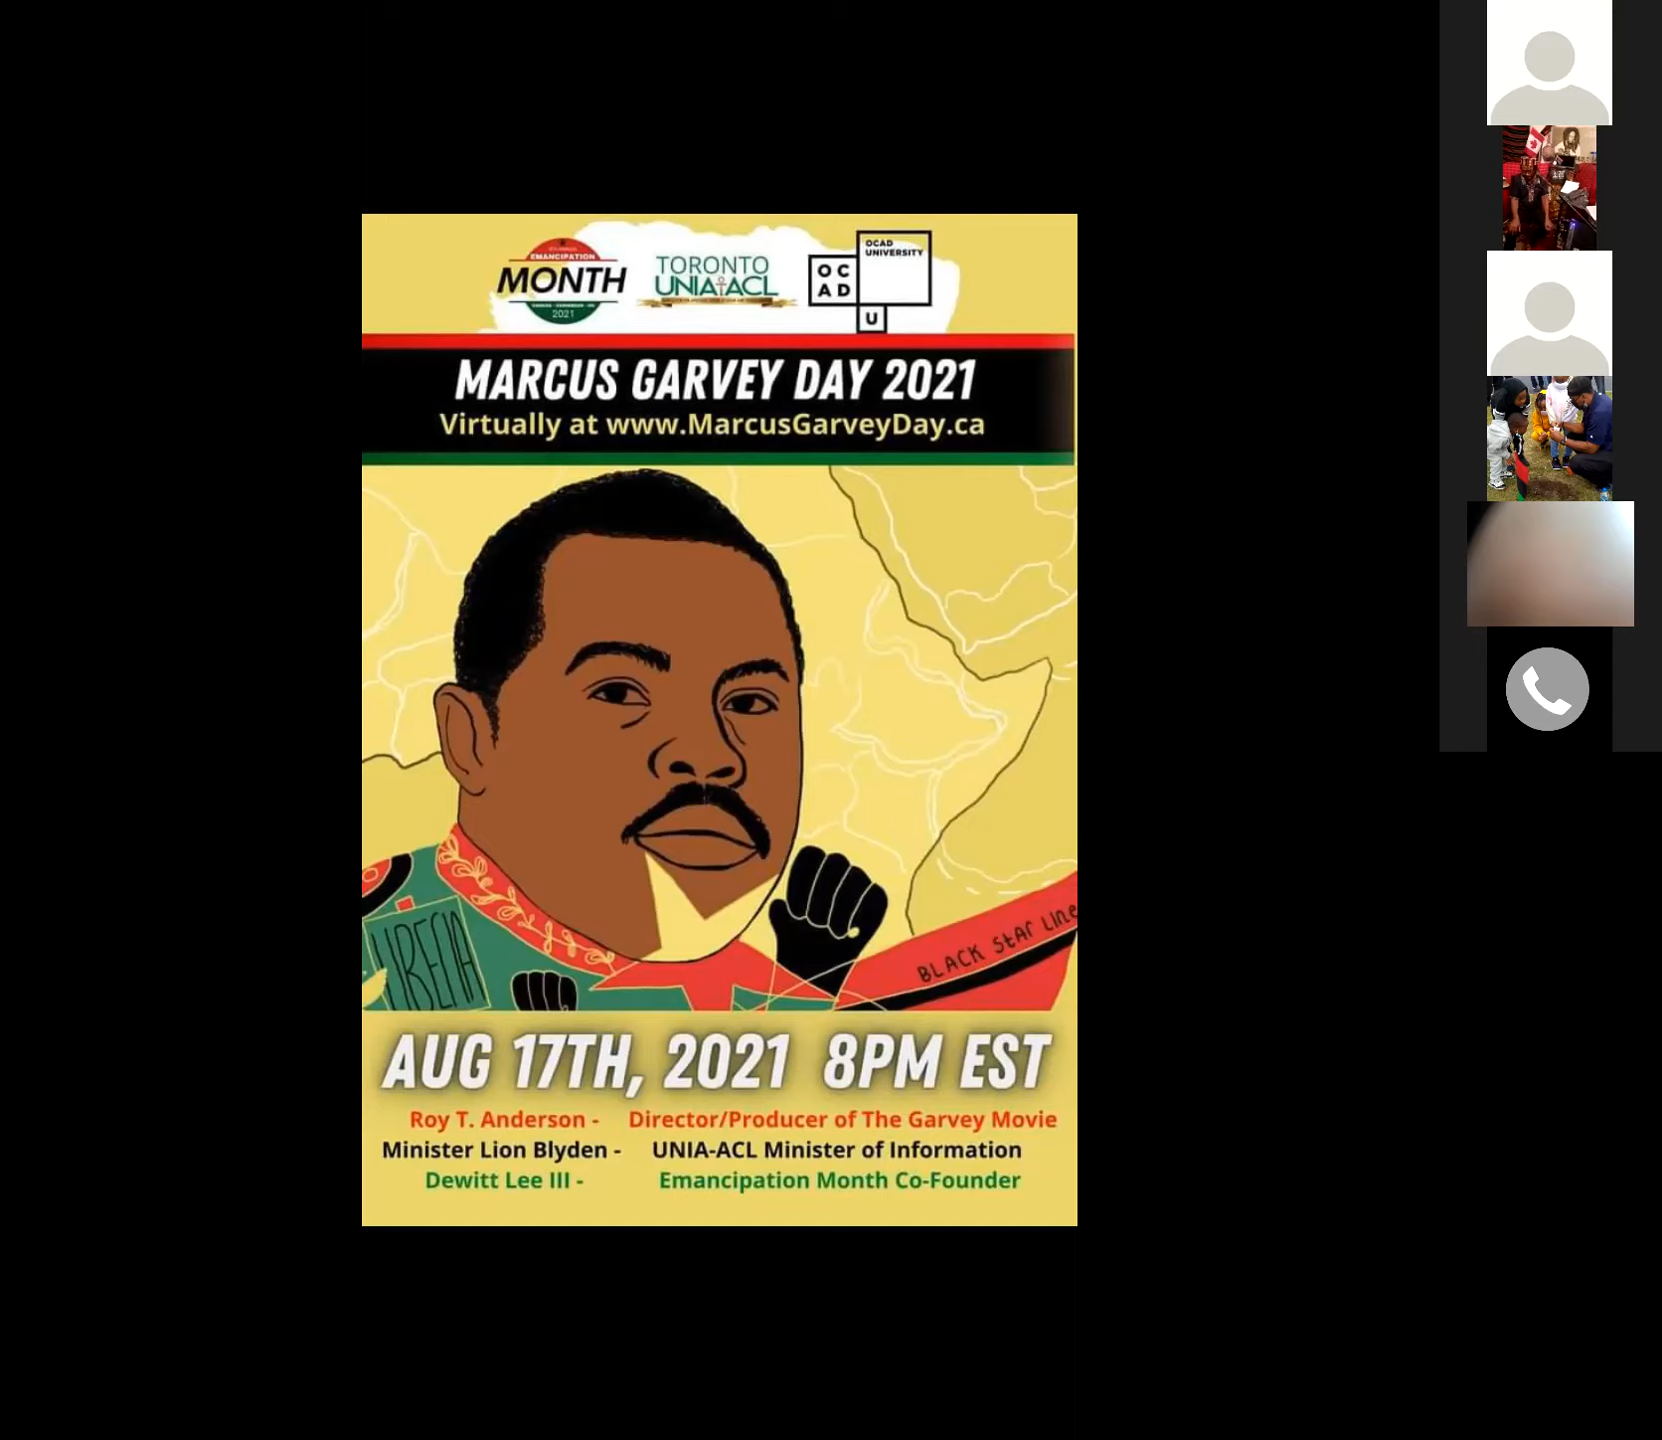 EMANCIPATION
MONTH
2021
TORONTO
UNIA ACL
OCAD
UNIVERSITY
OC
AD
U
MARCUS GARVEY DAY 2021
Virtually at www.MarcusGarveyDay.ca
LIBERIA
BLACK STAR LINE
AUG 17TH, 2021 8PM EST
Roy T. Anderson - Director/Producer of The Garvey Movie
Minister Lion Blyden - UNIA-ACL Minister of Information
Dewitt Lee III - Emancipation Month Co-Founder